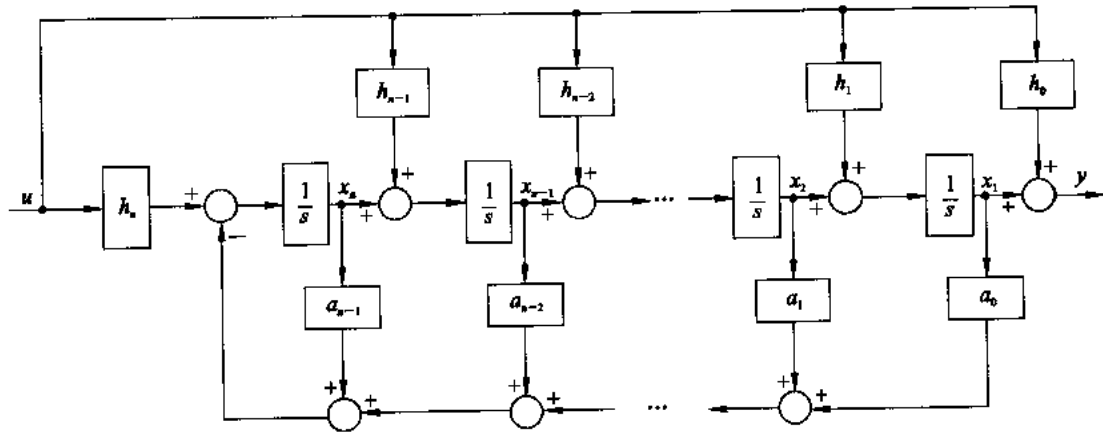 h_{n-1} h_{n-2} h_1 h_0
u h_n + − 1/s x_n + + 1/s x_{n-1} + + ··· 1/s x_2 + + 1/s x_1 + + y
a_{n-1} a_{n-2} a_1 a_0
+ + + + ··· + +